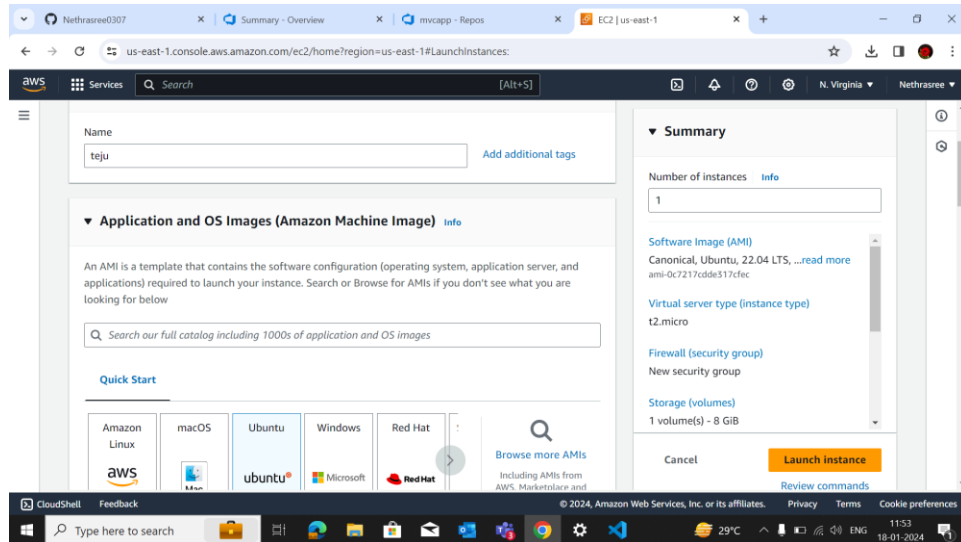 Nethrasree0307
Summary - Overview
mvcapp - Repos
EC2 | us-east-1
us-east-1.console.aws.amazon.com/ec2/home?region=us-east-1#LaunchInstances:
aws
Services
Search
[Alt+S]
N. Virginia
Nethrasree
Name
teju
Add additional tags
Application and OS Images (Amazon Machine Image) Info
An AMI is a template that contains the software configuration (operating system, application server, and
applications) required to launch your instance. Search or Browse for AMIs if you don't see what you are
looking for below
Search our full catalog including 1000s of application and OS images
Quick Start
Amazon
Linux
aws
macOS
Mac
Ubuntu
ubuntu
Windows
Microsoft
Red Hat
Red Hat
Browse more AMIs
Including AMIs from
AWS, Marketplace and
Summary
Number of instances Info
1
Software Image (AMI)
Canonical, Ubuntu, 22.04 LTS, ...read more
ami-0c7217cdde317cfec
Virtual server type (instance type)
t2.micro
Firewall (security group)
New security group
Storage (volumes)
1 volume(s) - 8 GiB
Cancel
Launch instance
Review commands
CloudShell
Feedback
© 2024, Amazon Web Services, Inc. or its affiliates.
Privacy
Terms
Cookie preferences
Type here to search
29°C
ENG
11:53
18-01-2024